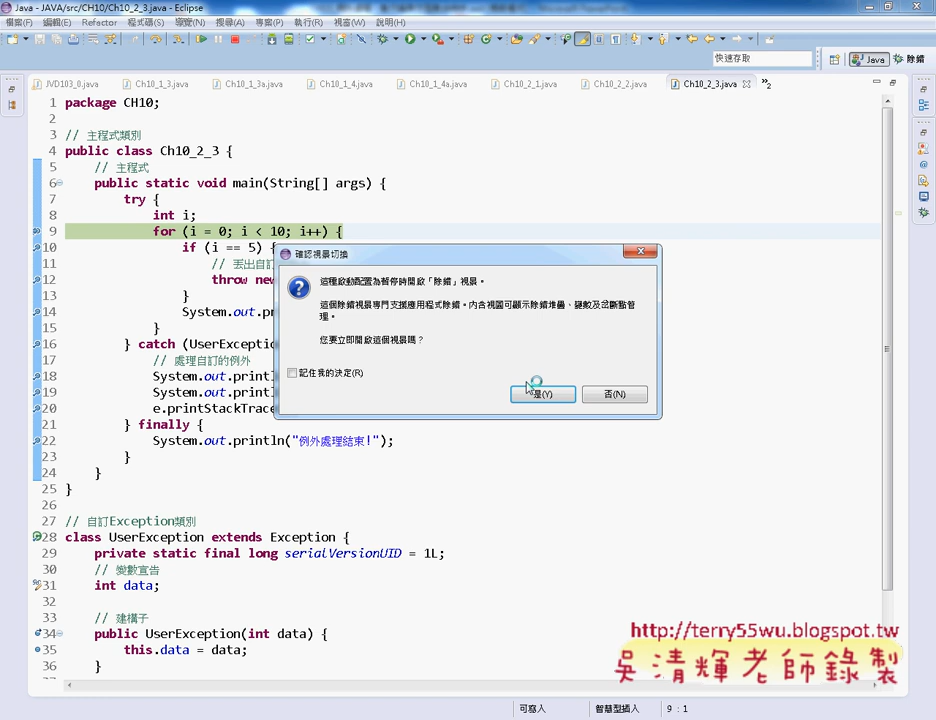 Java - JAVA/src/CH10/Ch10_2_3.java - Eclipse
檔案(F) 編輯(E) Refactor 程式碼(S) 導覽(N) 搜尋(A) 專案(P) 執行(R) 視窗(W) 說明(H)
快速存取 Java 除錯
JVD103_0.java Ch10_1_3.java Ch10_1_3a.java Ch10_1_4.java Ch10_1_4a.java Ch10_2_1.java Ch10_2_2.java Ch10_2_3.java »2
1 package CH10;
2
3 // 主程式類別
4 public class Ch10_2_3 {
5 // 主程式
6 public static void main(String[] args) {
7 try {
8 int i;
9 for (i = 0; i < 10; i++) {
10 if (i == 5) {
11 // 丟出自訂
12 throw new
13 }
14 System.out.pr
15 }
16 } catch (UserExceptio
17 // 處理自訂的例外
18 System.out.printl
19 System.out.printl
20 e.printStackTrace
21 } finally {
22 System.out.println("例外處理結束!");
23 }
24 }
25 }
26
27 // 自訂Exception類別
28 class UserException extends Exception {
29 private static final long serialVersionUID = 1L;
30 // 變數宣告
31 int data;
32
33 // 建構子
34 public UserException(int data) {
35 this.data = data;
36 }
確認視景切換
這種啟動配置為暫停時開啟「除錯」視景。
這個除錯視景專門支援應用程式除錯。內含視圖可顯示除錯堆疊、變數及岔斷點管
理。
您要立即開啟這個視景嗎？
記住我的決定(R)
是(Y) 否(N)
http://terry55wu.blogspot.tw
吳清輝老師錄製
可寫入 智慧型插入 9 : 1